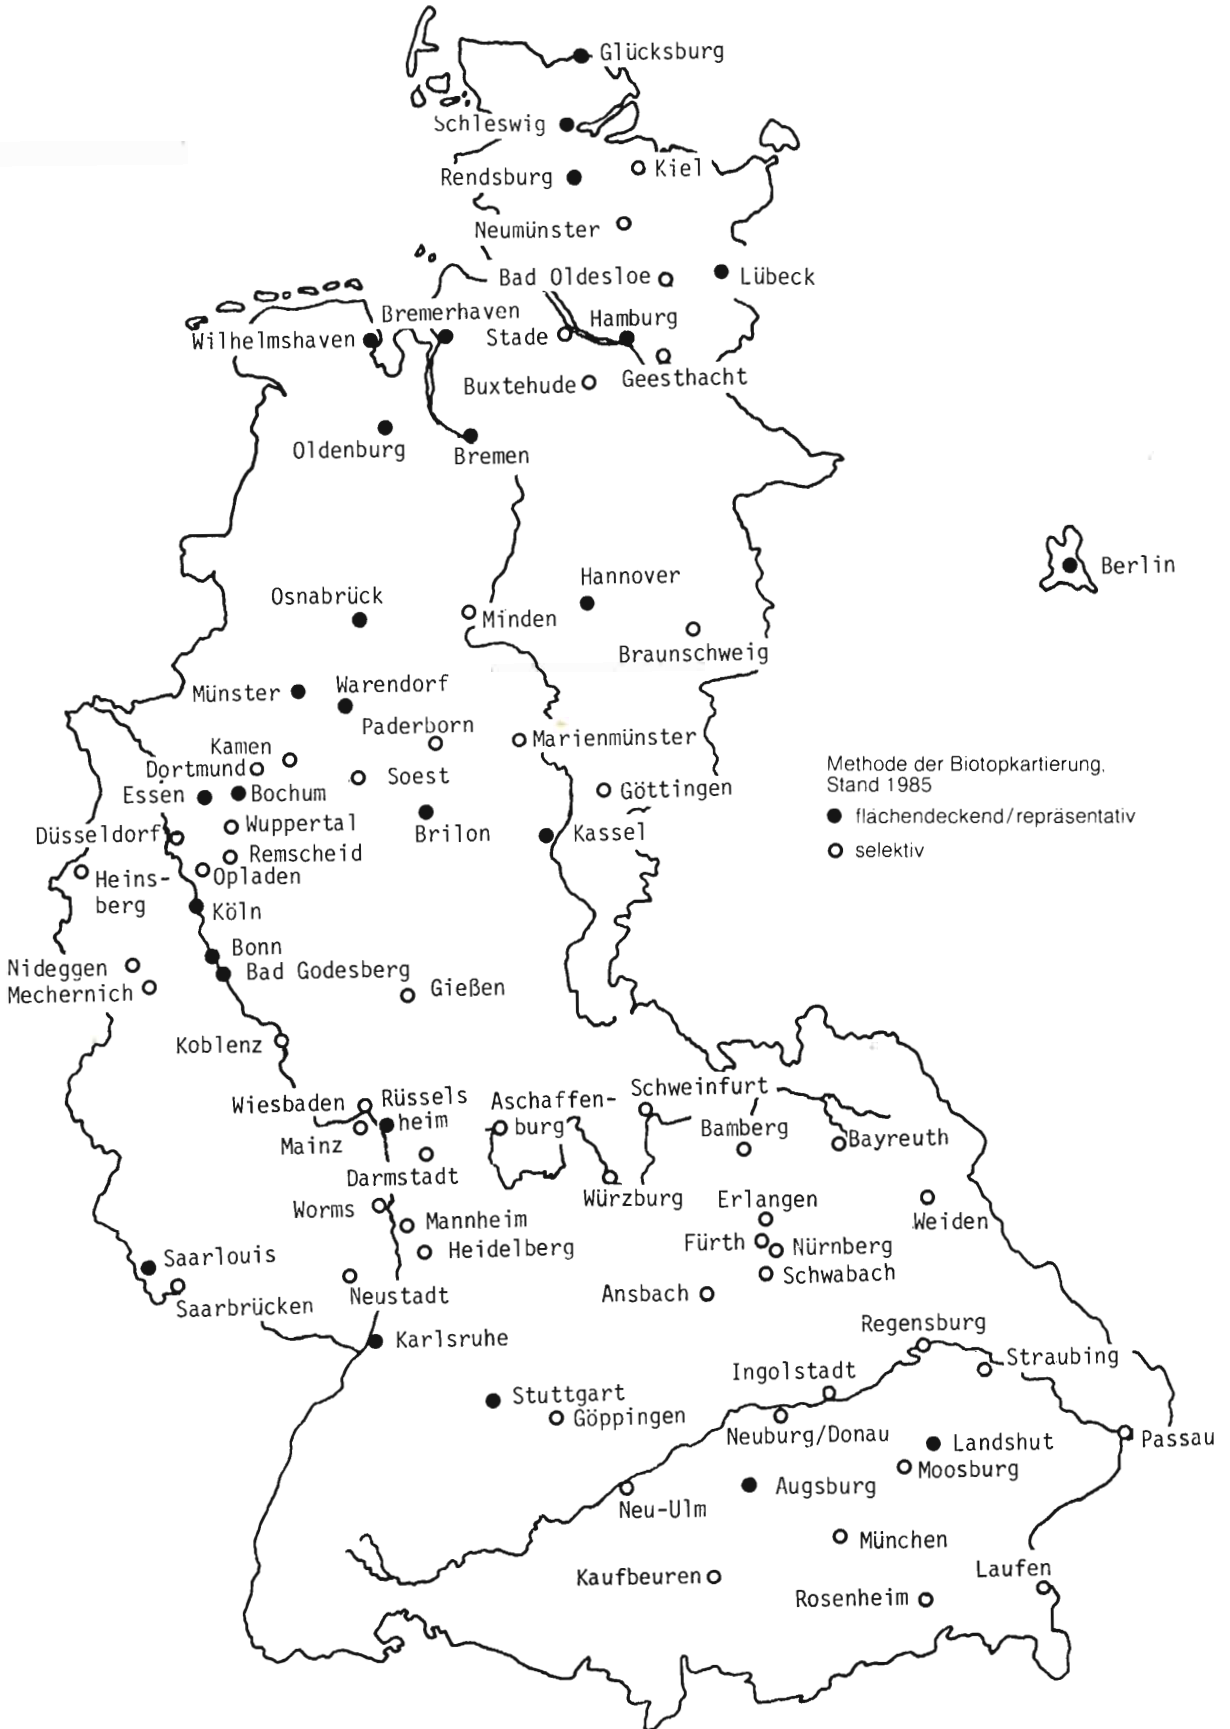 Glücksburg
Schleswig
Kiel
Rendsburg
Neumünster
Bad Oldesloe
Lübeck
Bremerhaven
Hamburg
Wilhelmshaven
Stade
Geesthacht
Buxtehude
Oldenburg
Bremen
Berlin
Hannover
Osnabrück
Minden
Braunschweig
Münster
Warendorf
Paderborn
Marienmünster
Kamen
Dortmund
Soest
Göttingen
Essen
Bochum
Wuppertal
Brilon
Kassel
Düsseldorf
Remscheid
Opladen
Heins-
berg
Köln
Methode der Biotopkartierung,
Stand 1985
flächendeckend/repräsentativ
selektiv
Bonn
Nideggen
Bad Godesberg
Mechernich
Gießen
Koblenz
Schweinfurt
Wiesbaden
Rüssels
heim
Aschaffen-
burg
Mainz
Bamberg
Bayreuth
Darmstadt
Würzburg
Erlangen
Worms
Mannheim
Weiden
Fürth
Nürnberg
Heidelberg
Saarlouis
Schwabach
Saarbrücken
Neustadt
Ansbach
Karlsruhe
Regensburg
Straubing
Ingolstadt
Stuttgart
Göppingen
Neuburg/Donau
Landshut
Passau
Moosburg
Augsburg
Neu-Ulm
München
Kaufbeuren
Laufen
Rosenheim